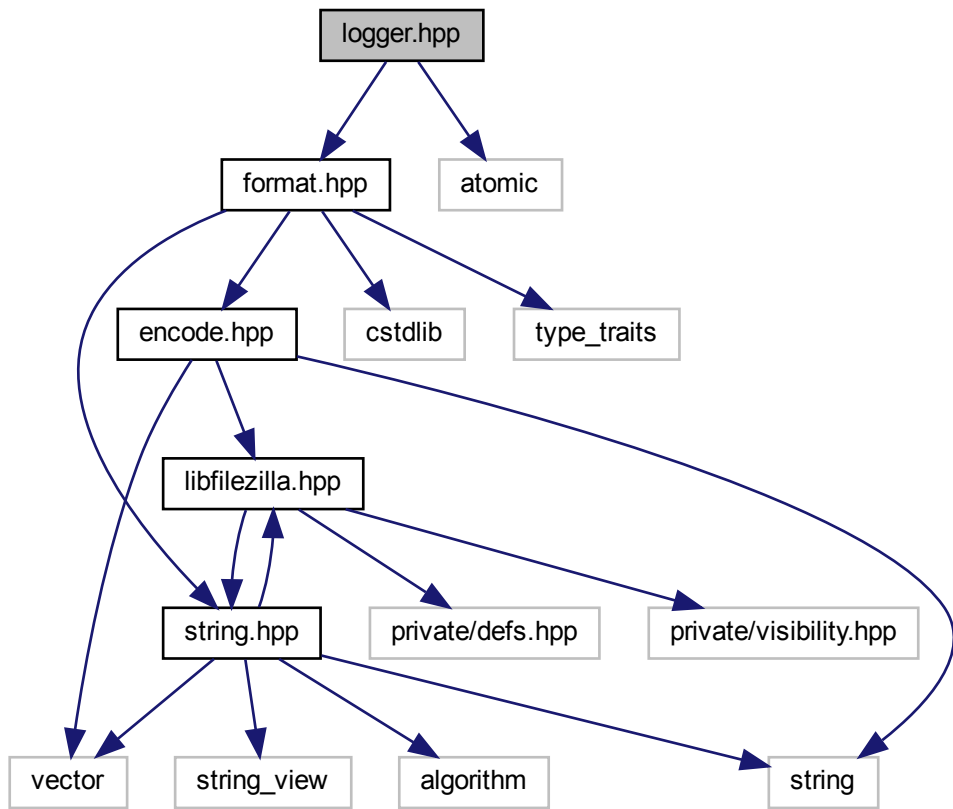 logger.hpp
format.hpp
atomic
encode.hpp
cstdlib
type_traits
libfilezilla.hpp
string.hpp
private/defs.hpp
private/visibility.hpp
vector
string_view
algorithm
string